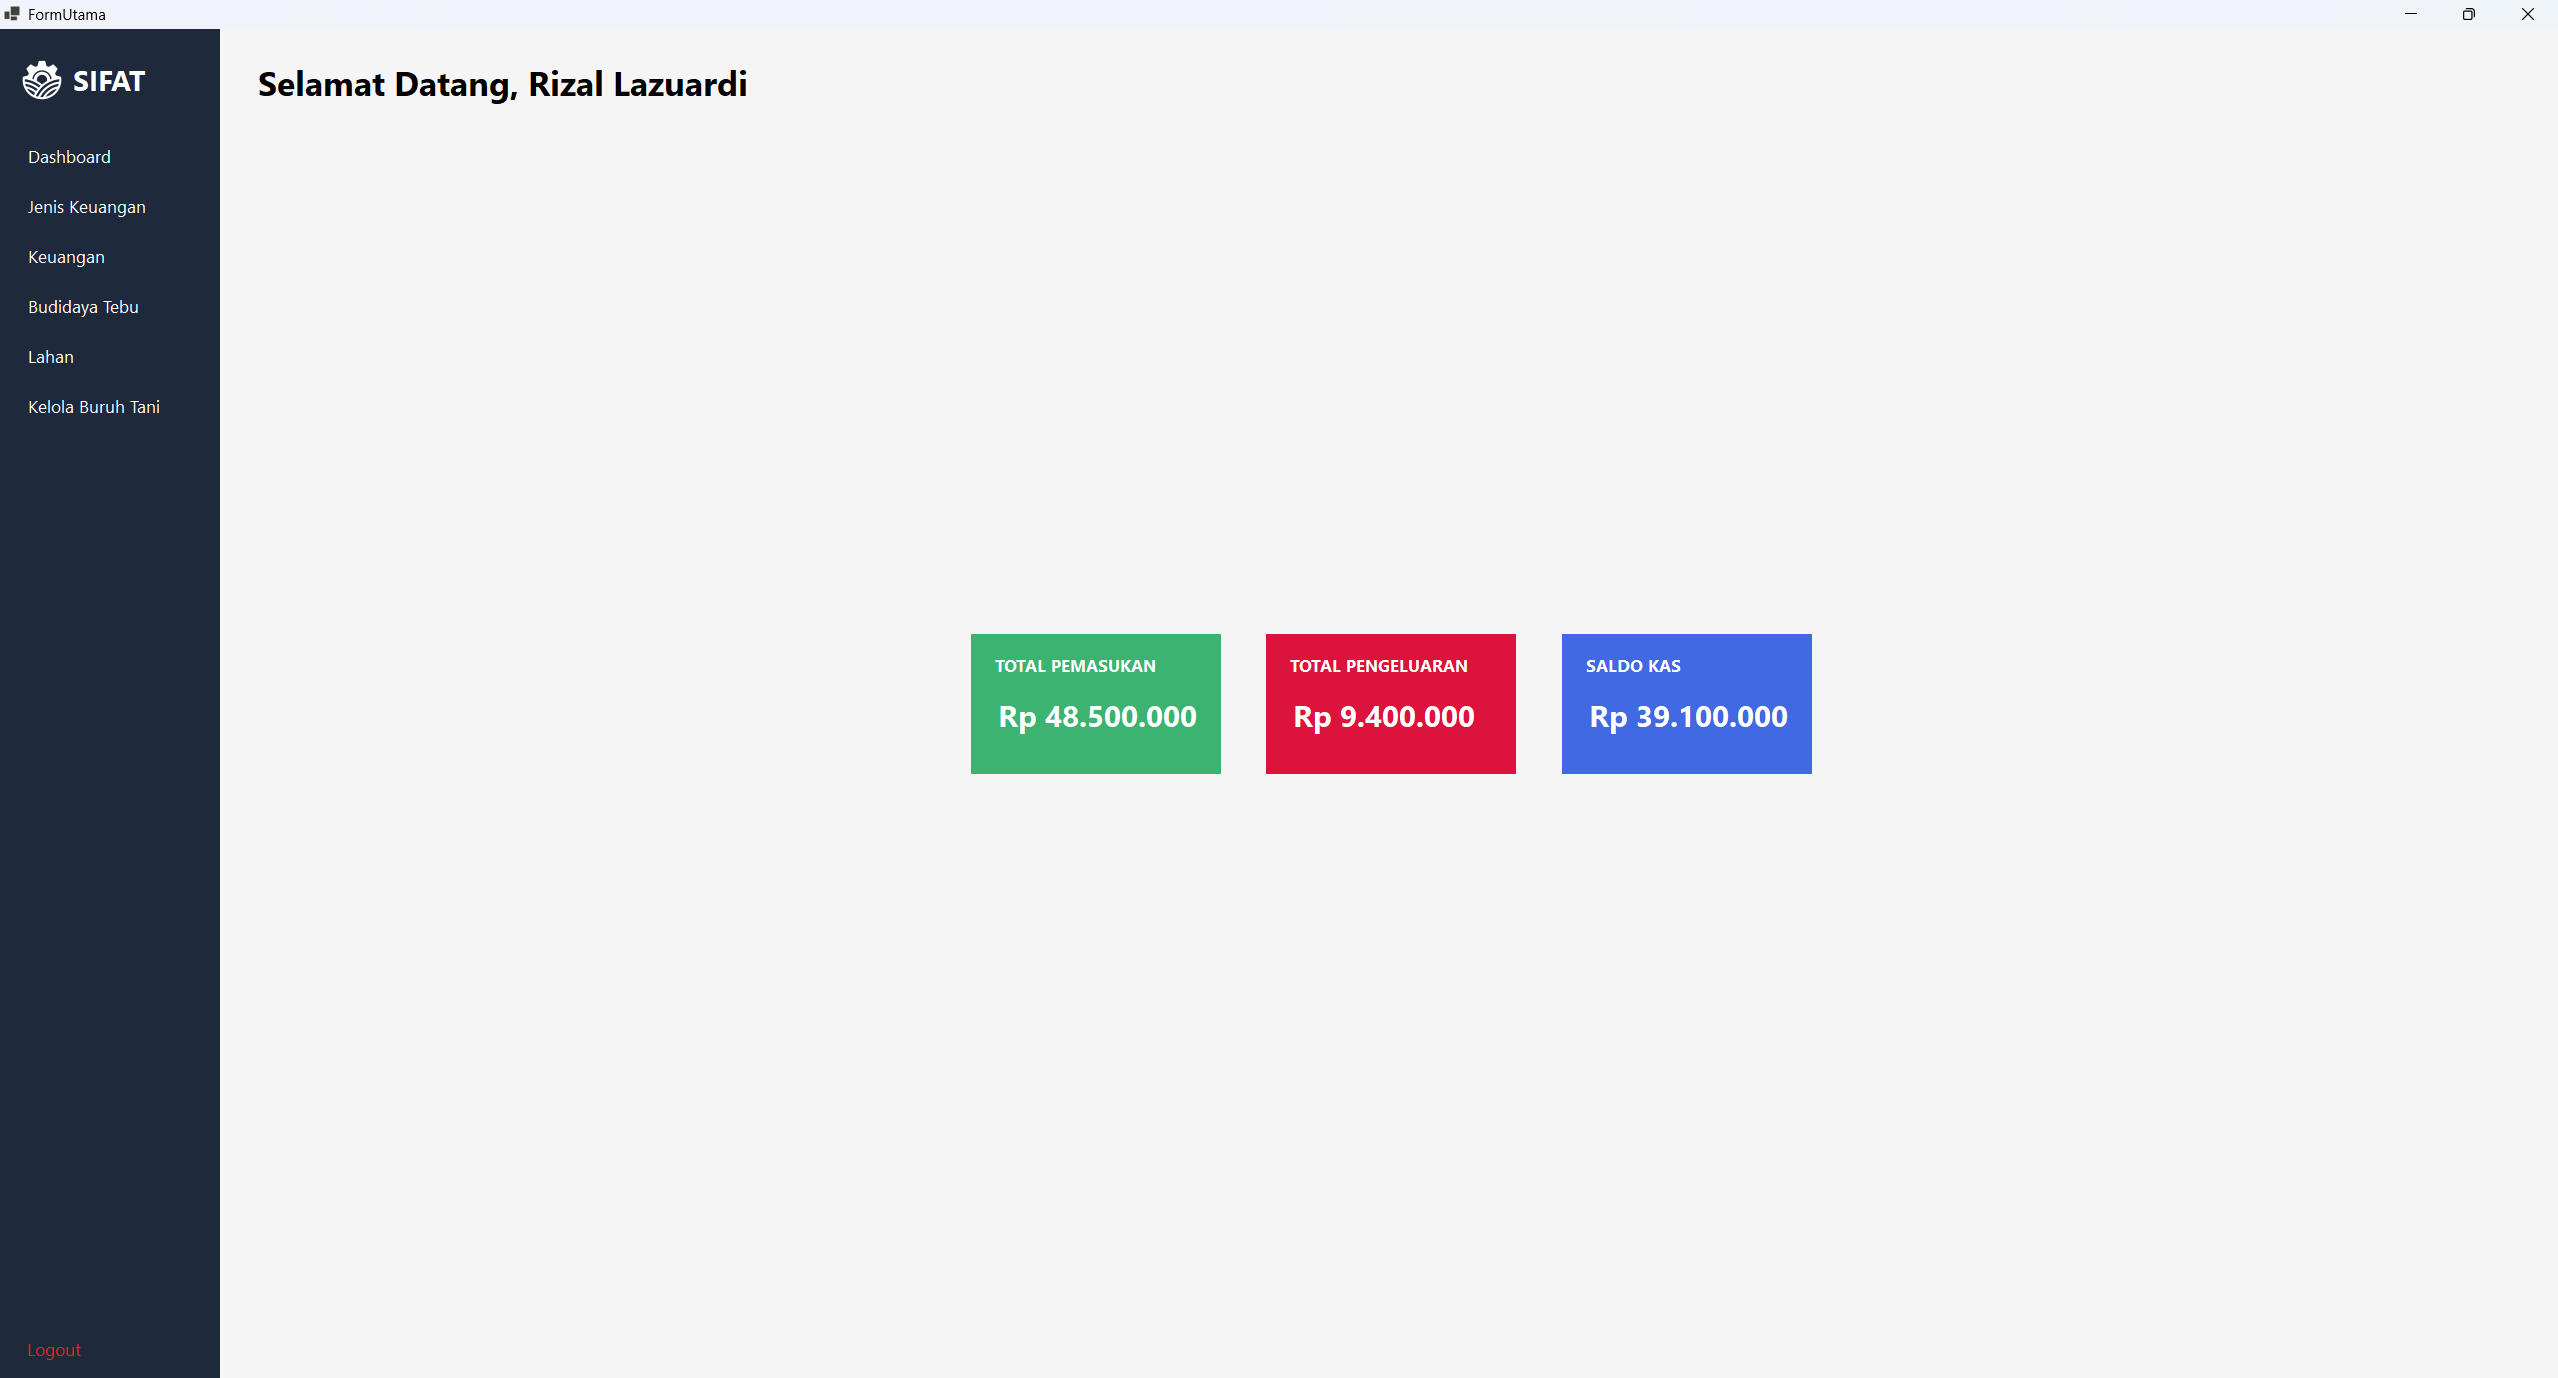 FormUtama
SIFAT
Dashboard
Jenis Keuangan
Keuangan
Budidaya Tebu
Lahan
Kelola Buruh Tani
Logout
Selamat Datang, Rizal Lazuardi
TOTAL PEMASUKAN
Rp 48.500.000
TOTAL PENGELUARAN
Rp 9.400.000
SALDO KAS
Rp 39.100.000